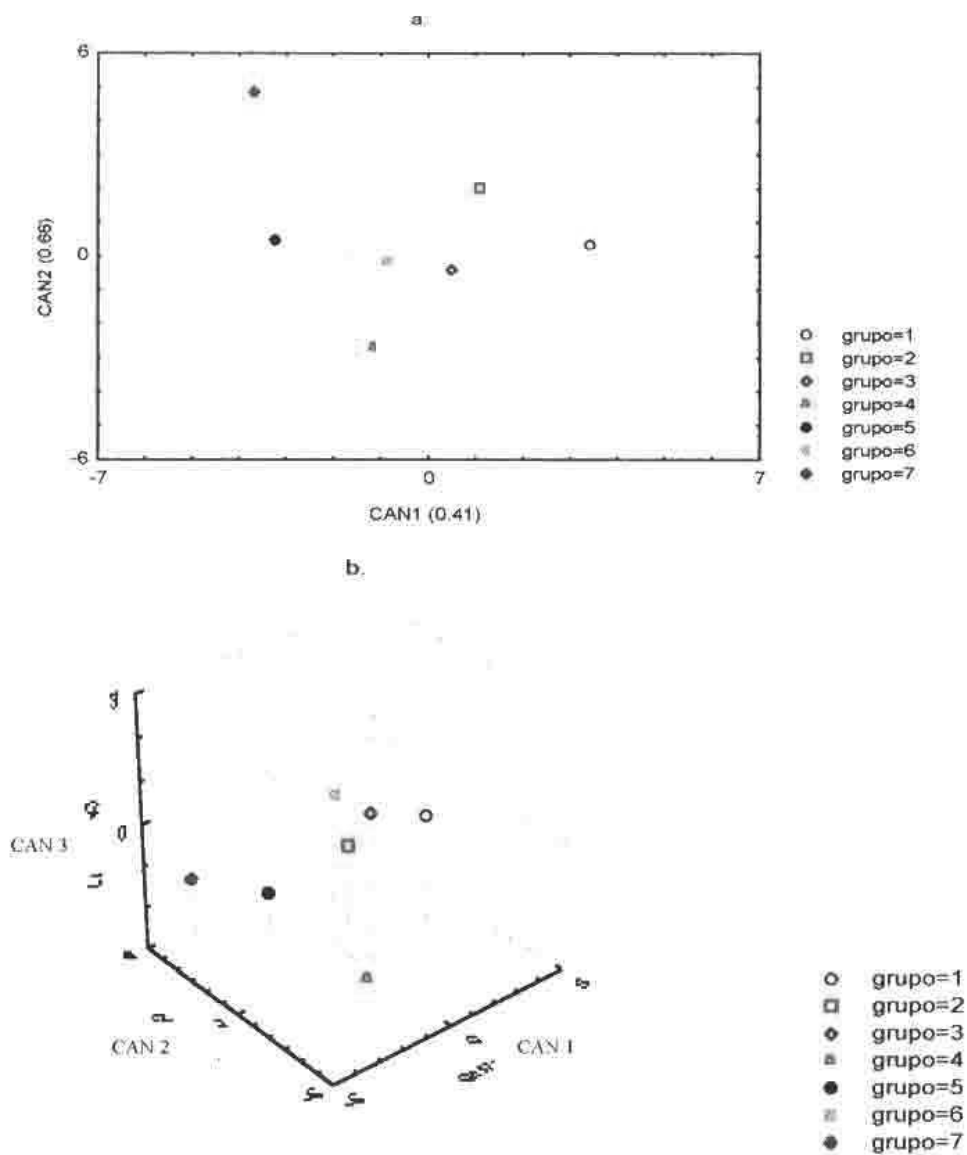 a.
6
CAN2 (0.66)
0
-6
-7
0
7
CAN1 (0.41)
grupo=1
grupo=2
grupo=3
grupo=4
grupo=5
grupo=6
grupo=7
b.
0
CAN 3
CAN 2
CAN 1
grupo=1
grupo=2
grupo=3
grupo=4
grupo=5
grupo=6
grupo=7